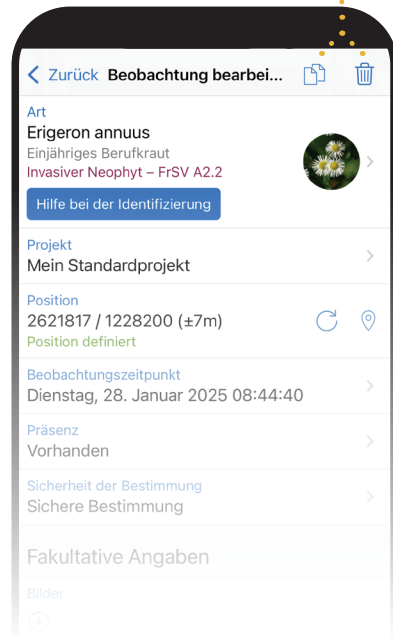 Zurück Beobachtung bearbei...
Art
Erigeron annuus
Einjähriges Berufkraut
Invasiver Neophyt – FrSV A2.2
Hilfe bei der Identifizierung
Projekt
Mein Standardprojekt
Position
2621817 / 1228200 (±7m)
Position definiert
Beobachtungszeitpunkt
Dienstag, 28. Januar 2025 08:44:40
Präsenz
Vorhanden
Sicherheit der Bestimmung
Sichere Bestimmung
Fakultative Angaben
Bilder